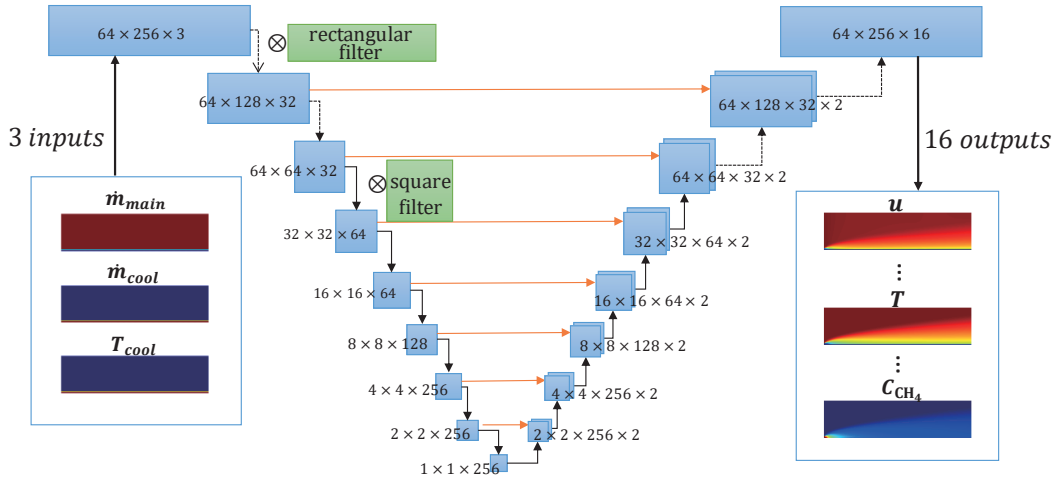 64 × 256 × 3
⊗ rectangular
filter
64 × 256 × 16
64 × 128 × 32
64 × 128 × 32 × 2
3 inputs
16 outputs
64 × 64 × 32
⊗ square
filter
64 × 64 × 32 × 2
ṁmain
u
32 × 32 × 64
32 × 32 × 64 × 2
⋮
ṁcool
16 × 16 × 64
16 × 16 × 64 × 2
T
Tcool
8 × 8 × 128
8 × 8 × 128 × 2
⋮
4 × 4 × 256
4 × 4 × 256 × 2
CCH4
2 × 2 × 256
2 × 2 × 256 × 2
1 × 1 × 256